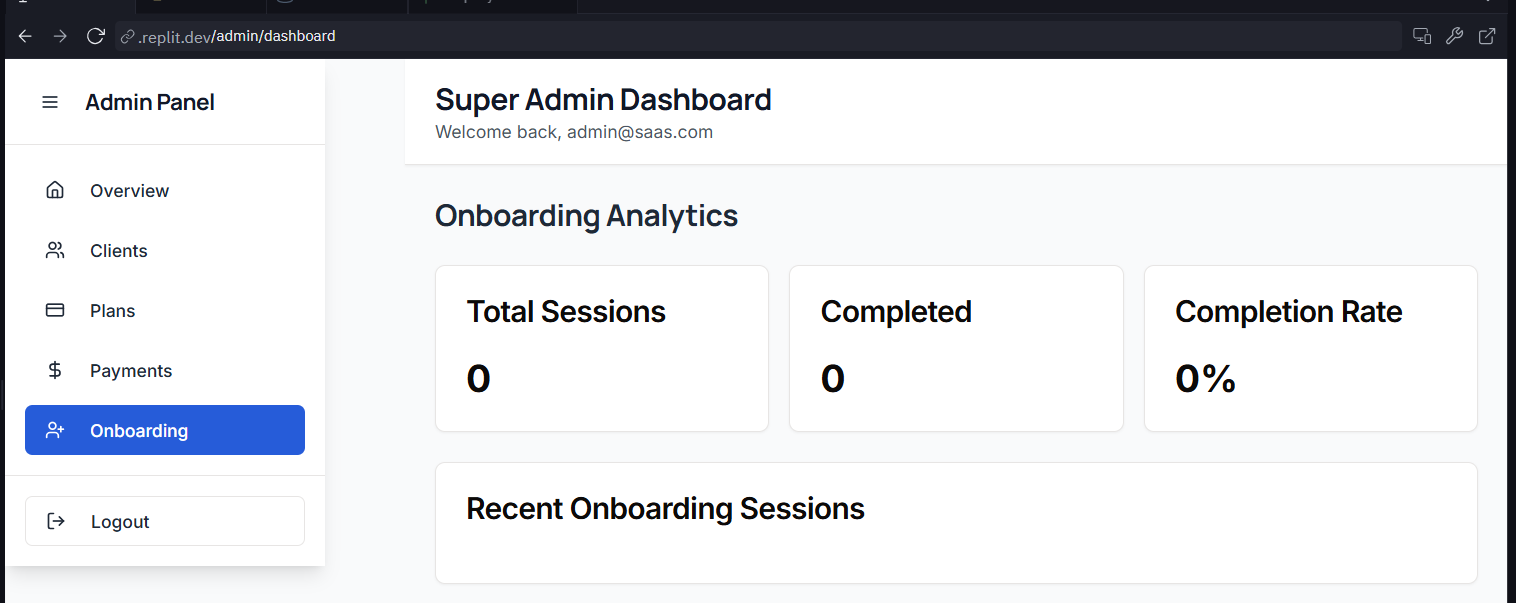 .replit.dev/admin/dashboard
Admin Panel
Overview
Clients
Plans
Payments
Onboarding
Logout
Super Admin Dashboard
Welcome back, admin@saas.com
Onboarding Analytics
Total Sessions
0
Completed
0
Completion Rate
0%
Recent Onboarding Sessions